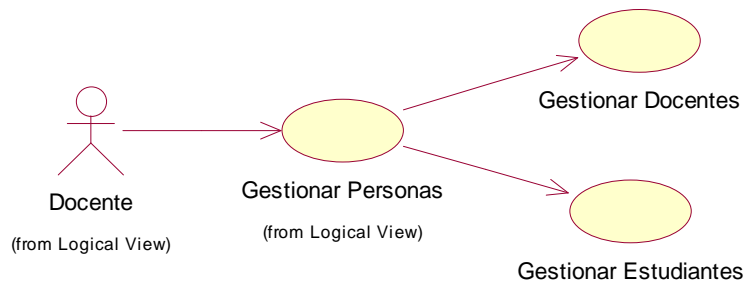 Gestionar Docentes
Docente
(from Logical View)
Gestionar Personas
(from Logical View)
Gestionar Estudiantes